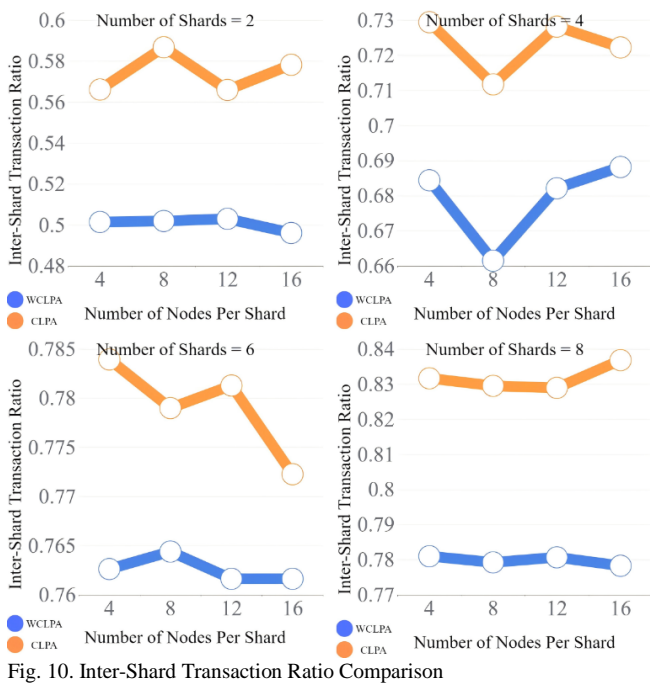 Number of Shards = 2
Inter-Shard Transaction Ratio
0.6
0.58
0.56
0.54
0.52
0.5
0.48
4 8 12 16
Number of Nodes Per Shard
WCLPA
CLPA
Number of Shards = 4
Inter-Shard Transaction Ratio
0.73
0.72
0.71
0.7
0.69
0.68
0.67
0.66
4 8 12 16
Number of Nodes Per Shard
WCLPA
CLPA
Number of Shards = 6
Inter-Shard Transaction Ratio
0.785
0.78
0.775
0.77
0.765
0.76
4 8 12 16
Number of Nodes Per Shard
WCLPA
CLPA
Number of Shards = 8
Inter-Shard Transaction Ratio
0.84
0.83
0.82
0.81
0.8
0.79
0.78
0.77
4 8 12 16
Number of Nodes Per Shard
WCLPA
CLPA
Fig. 10. Inter-Shard Transaction Ratio Comparison